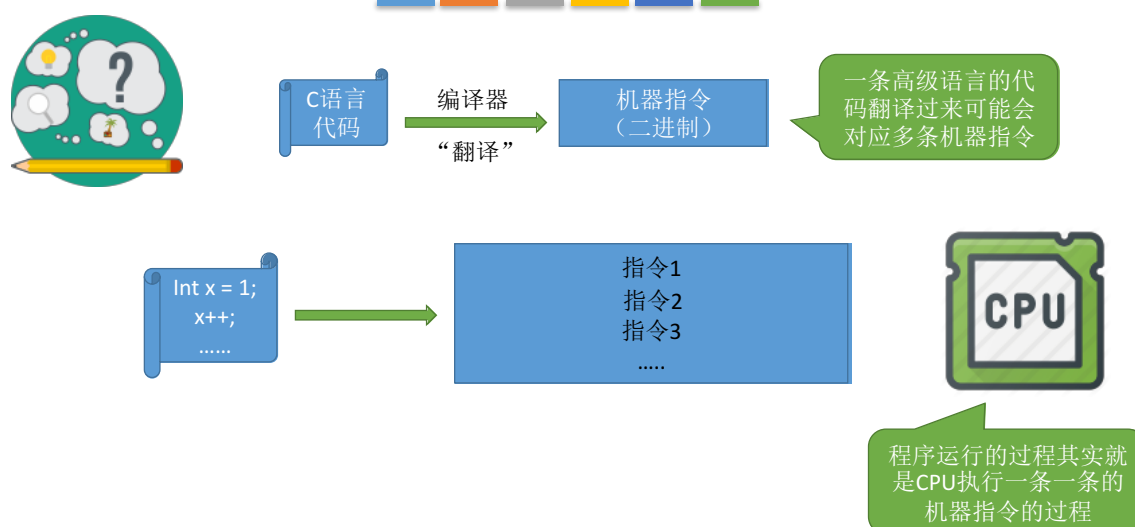 ?
C语言
代码
编译器
“翻译”
机器指令
（二进制）
一条高级语言的代
码翻译过来可能会
对应多条机器指令
Int x = 1;
x++;
……
指令1
指令2
指令3
…..
CPU
程序运行的过程其实就
是CPU执行一条一条的
机器指令的过程